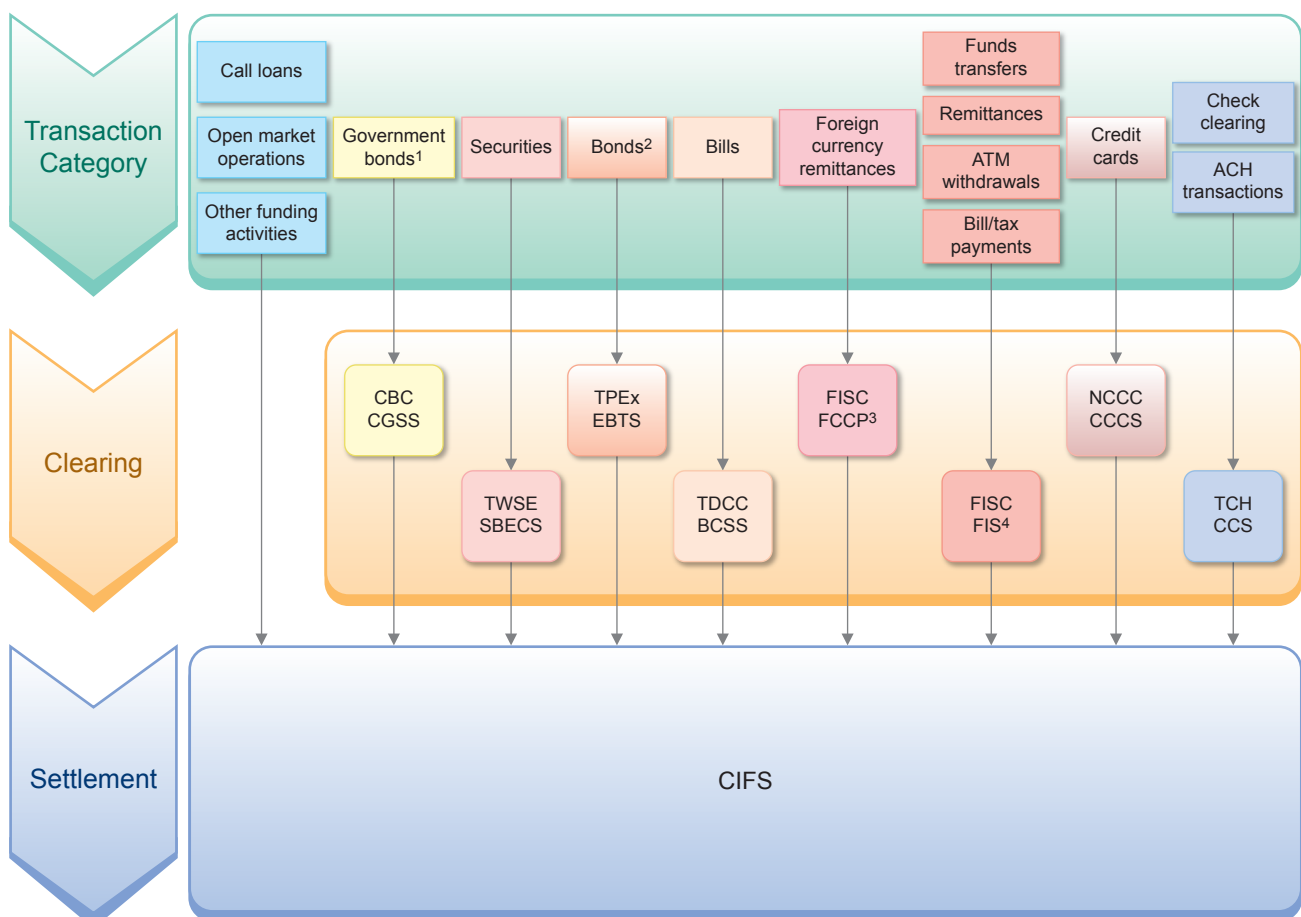 Transaction
Category
Call loans
Open market
operations
Other funding
activities
Government
bonds1
Securities
Bonds2
Bills
Foreign
currency
remittances
Funds
transfers
Remittances
ATM
withdrawals
Bill/tax
payments
Credit
cards
Check
clearing
ACH
transactions
Clearing
CBC
CGSS
TWSE
SBECS
TPEx
EBTS
TDCC
BCSS
FISC
FCCP3
FISC
FIS4
NCCC
CCCS
TCH
CCS
Settlement
CIFS